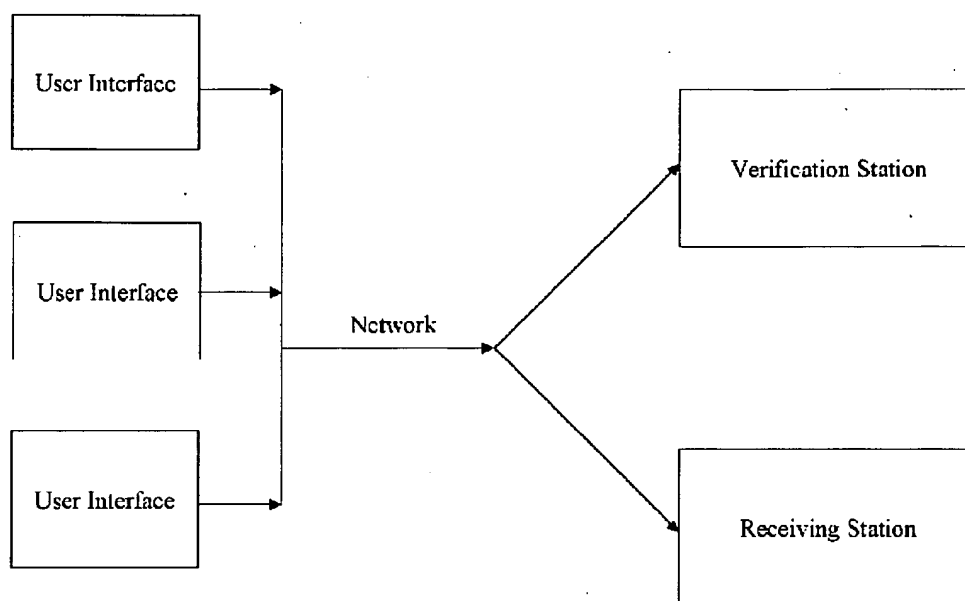 User Interface
Verification Station
User Interface
Network
User Interface
Receiving Station